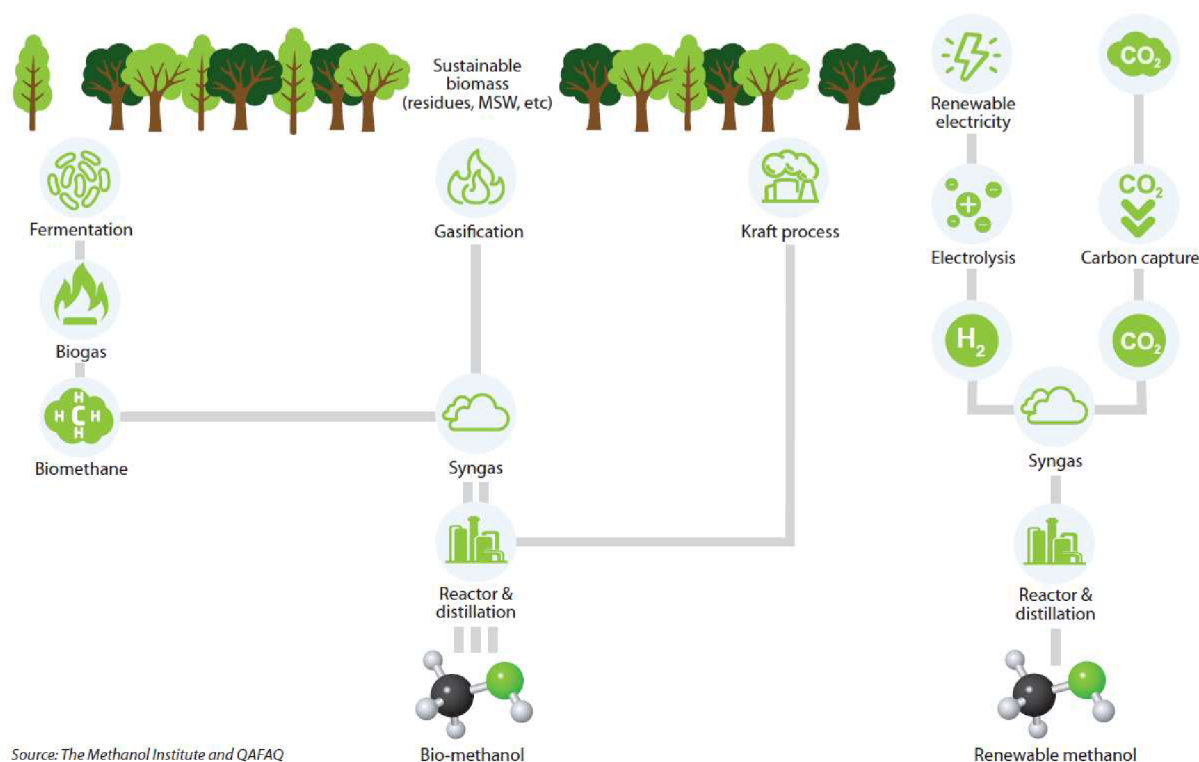 Sustainable
biomass
(residues, MSW, etc)
Renewable
electricity
CO₂
Fermentation
Gasification
Kraft process
CO₂
Electrolysis
Carbon capture
Biogas
H₂
CO₂
H
H C H
H
Biomethane
Syngas
Syngas
Reactor &
distillation
Reactor &
distillation
Bio-methanol
Renewable methanol
Source: The Methanol Institute and QAFAQ